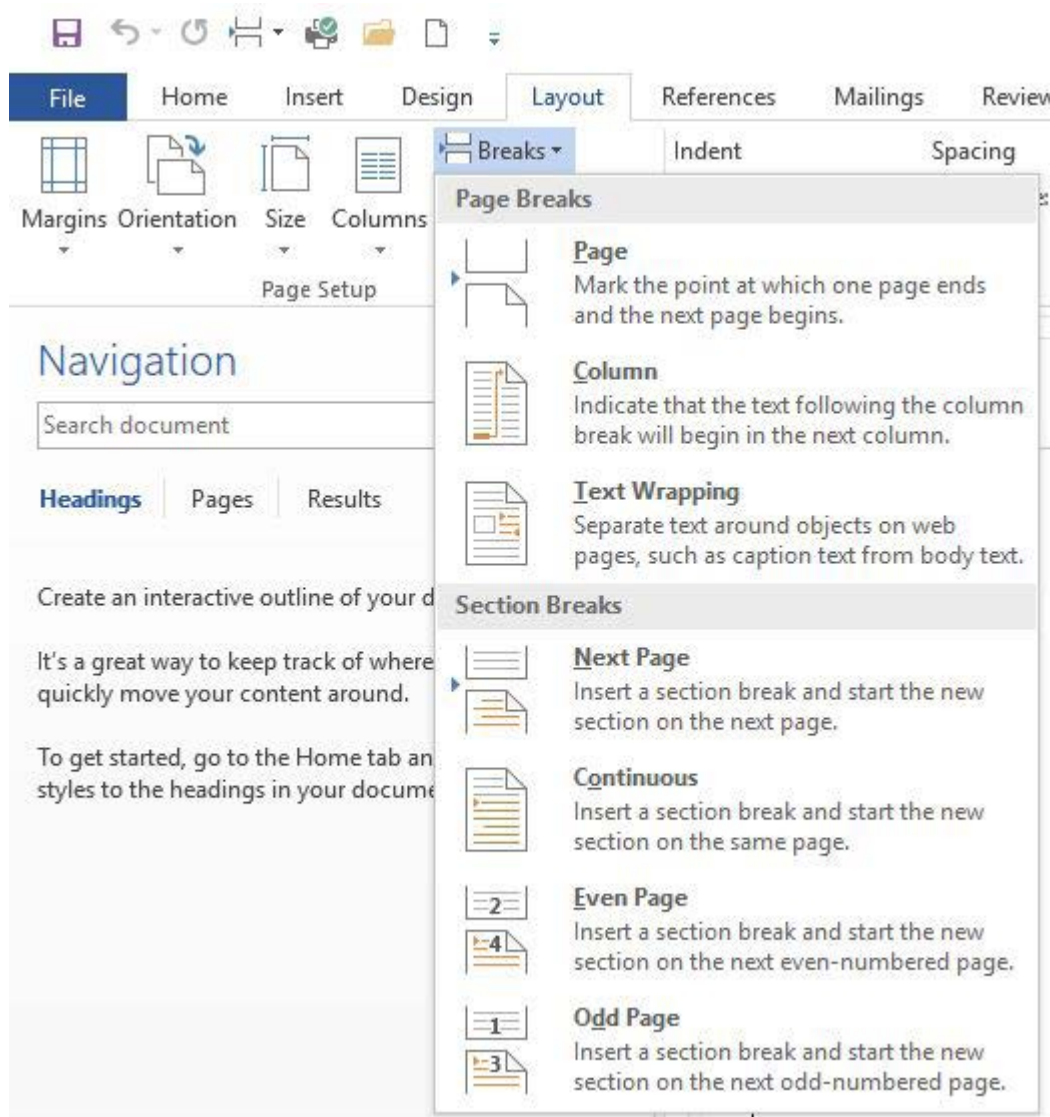 File Home Insert Design Layout References Mailings Review
Breaks Indent Spacing
Margins Orientation Size Columns
Page Setup
Navigation
Search document
Headings Pages Results
Create an interactive outline of your d
It's a great way to keep track of where
quickly move your content around.
To get started, go to the Home tab an
styles to the headings in your docume
Page Breaks
Page
Mark the point at which one page ends
and the next page begins.
Column
Indicate that the text following the column
break will begin in the next column.
Text Wrapping
Separate text around objects on web
pages, such as caption text from body text.
Section Breaks
Next Page
Insert a section break and start the new
section on the next page.
Continuous
Insert a section break and start the new
section on the same page.
2
4
Even Page
Insert a section break and start the new
section on the next even-numbered page.
1
3
Odd Page
Insert a section break and start the new
section on the next odd-numbered page.